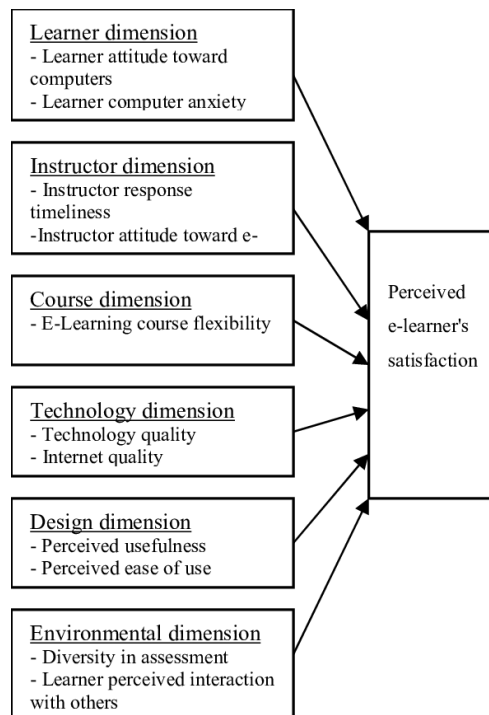 Learner dimension
- Learner attitude toward
computers
- Learner computer anxiety
Instructor dimension
- Instructor response
timeliness
-Instructor attitude toward e-
Course dimension
- E-Learning course flexibility
Technology dimension
- Technology quality
- Internet quality
Design dimension
- Perceived usefulness
- Perceived ease of use
Environmental dimension
- Diversity in assessment
- Learner perceived interaction
with others
Perceived
e-learner's
satisfaction